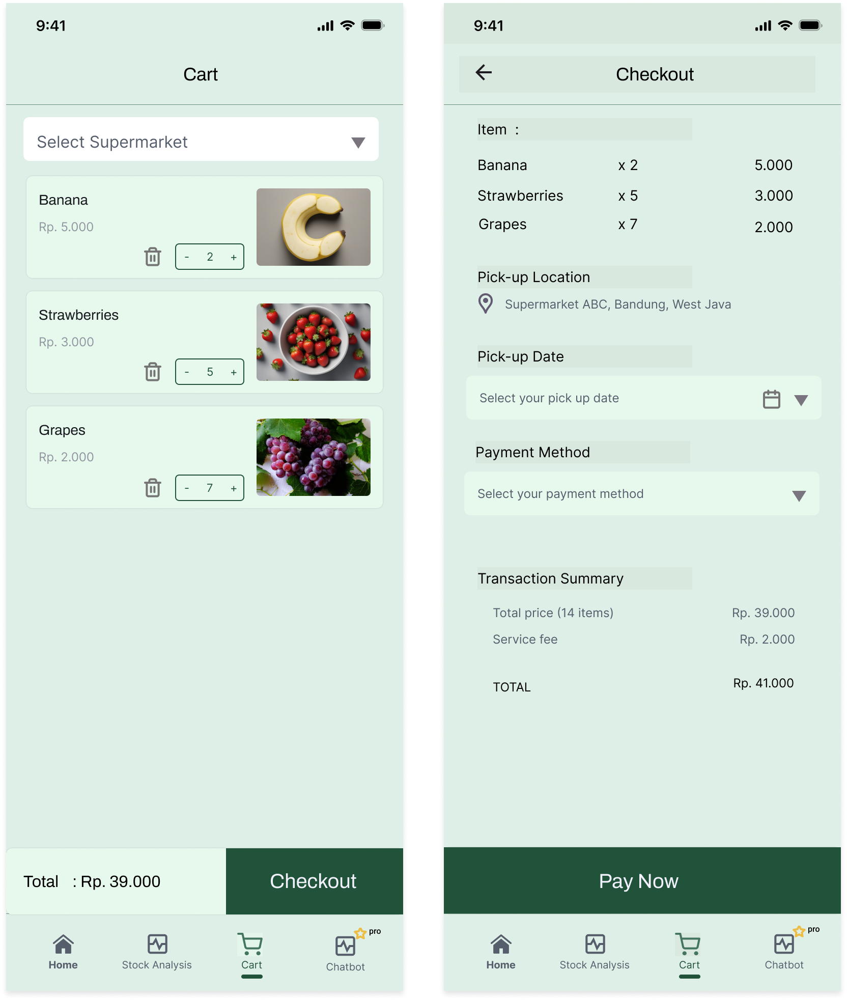 9:41
Cart
Select Supermarket
Banana
Rp. 5.000
- 2 +
Strawberries
Rp. 3.000
- 5 +
Grapes
Rp. 2.000
- 7 +
Total : Rp. 39.000
Checkout
Home
Stock Analysis
Cart
pro
Chatbot
9:41
Checkout
Item :
Banana x 2 5.000
Strawberries x 5 3.000
Grapes x 7 2.000
Pick-up Location
Supermarket ABC, Bandung, West Java
Pick-up Date
Select your pick up date
Payment Method
Select your payment method
Transaction Summary
Total price (14 items) Rp. 39.000
Service fee Rp. 2.000
TOTAL Rp. 41.000
Pay Now
Home
Stock Analysis
Cart
pro
Chatbot